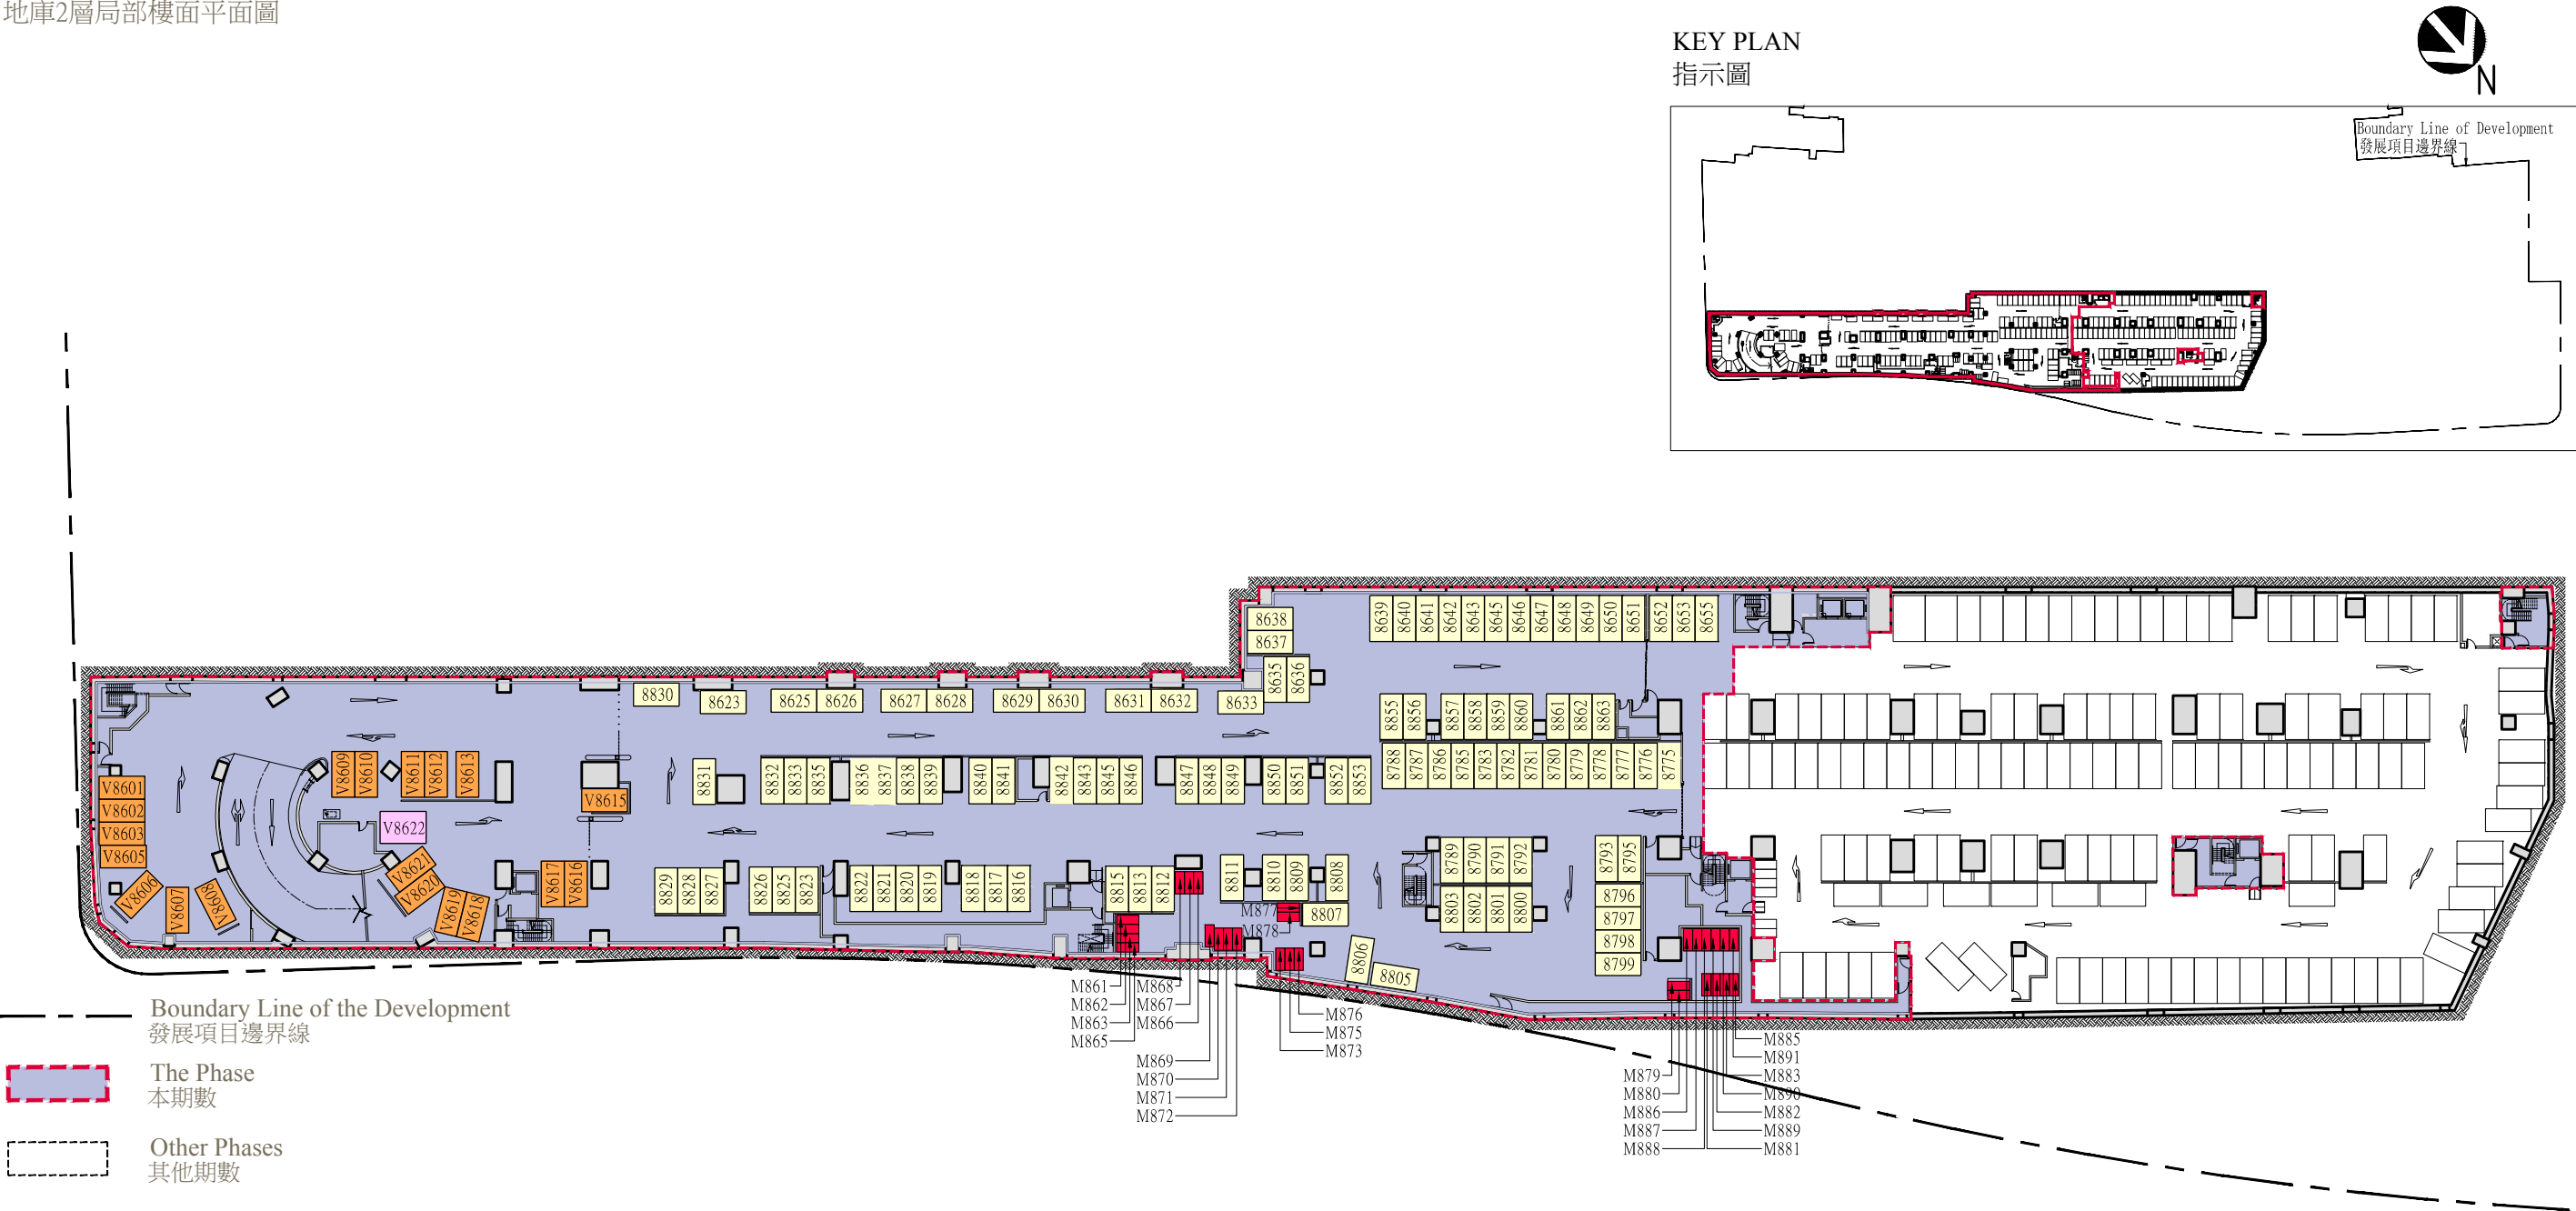 地庫2層局部樓面平面圖
KEY PLAN
指示圖
N
Boundary Line of Development
發展項目邊界線
8638
8637
8635
8636
8639
8640
8641
8642
8643
8645
8646
8647
8648
8649
8650
8651
8652
8653
8655
8830
8623
8625
8626
8627
8628
8629
8630
8631
8632
8633
8855
8856
8857
8858
8859
8860
8861
8862
8863
8788
8787
8786
8785
8783
8782
8781
8780
8779
8778
8777
8776
8775
V8609
V8610
V8611
V8612
V8613
V8615
8831
8832
8833
8835
8836
8837
8838
8839
8840
8841
8842
8843
8845
8846
8847
8848
8849
8850
8851
8852
8853
V8601
V8602
V8603
V8605
V8606
V8607
V8608
V8622
V8621
V8620
V8619
V8618
V8617
V8616
8829
8828
8827
8826
8825
8823
8822
8821
8820
8819
8818
8817
8816
8815
8813
8812
8811
8810
8809
8808
8807
8789
8790
8791
8792
8793
8795
8796
8797
8798
8799
8803
8802
8801
8800
8806
8805
M877
M878
M861
M862
M863
M865
M868
M867
M866
M869
M870
M871
M872
M876
M875
M873
M879
M880
M886
M887
M888
M885
M891
M883
M890
M882
M889
M881
Boundary Line of the Development
發展項目邊界線
The Phase
本期數
Other Phases
其他期數